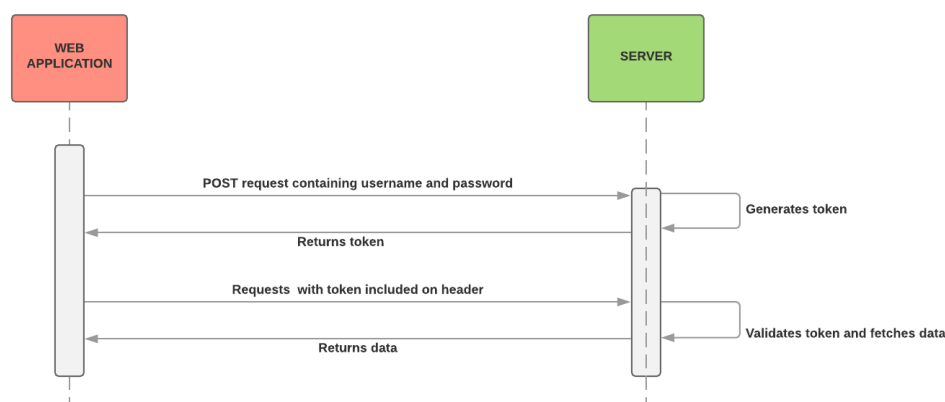 WEB
APPLICATION
SERVER
POST request containing username and password
Generates token
Returns token
Requests with token included on header
Validates token and fetches data
Returns data